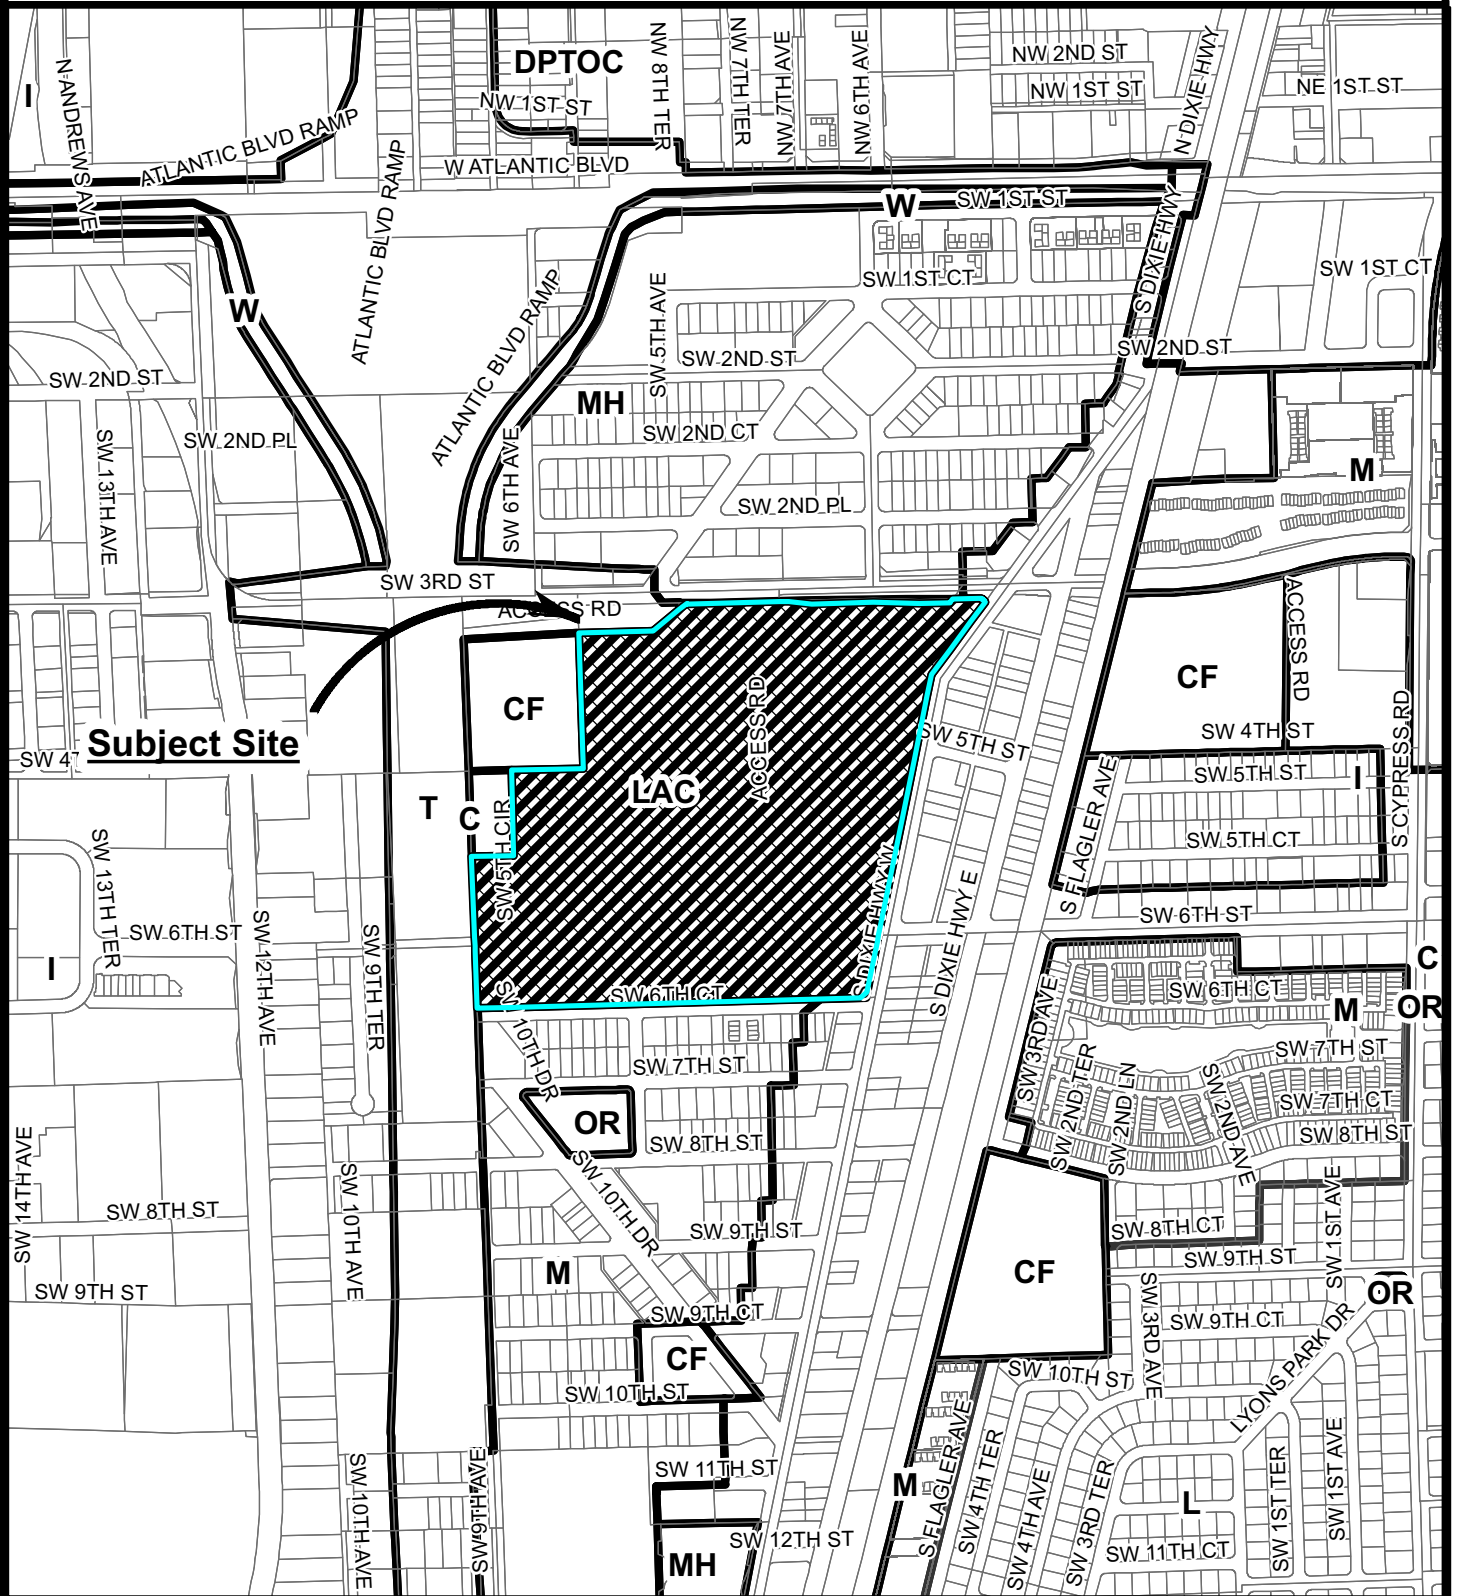 DPTOC
NW 8TH TER
NW 7TH TER
NW 7TH AVE
NW 6TH AVE
NW 2ND ST
NW 1ST ST
N DIXIE HWY
NE 1ST ST
I
N ANDREWS AVE
NW 1ST ST
ATLANTIC BLVD RAMP
W ATLANTIC BLVD
ATLANTIC BLVD RAMP
W
SW 1ST ST
S DIXIE HWY
SW 1ST CT
SW 1ST CT
W
ATLANTIC BLVD RAMP
SW 5TH AVE
SW 2ND ST
SW 2ND ST
SW 2ND ST
MH
SW 2ND CT
SW 2ND PL
SW 13TH AVE
SW 6TH AVE
M
SW 2ND PL
SW 3RD ST
ACCESS RD
ACCESS RD
CF
CF
ACCESS RD
SW 4TH ST
S CYPRESS RD
Subject Site
SW 4T
SW 5TH ST
SW 5TH ST
I
T
C
LAC
SW 5TH CIR
S FLAGLER AVE
SW 5TH CT
SW 13TH TER
S DIXIE HWY W
S DIXIE HWY E
SW 6TH ST
SW 6TH ST
SW 12TH AVE
SW 9TH TER
I
C
SW 6TH CT
SW 6TH CT
M
OR
SW 10TH DR
SW 3RD AVE
SW 7TH ST
SW 7TH ST
SW 2ND TER
SW 2ND LN
SW 2ND AVE
SW 7TH CT
OR
SW 8TH ST
SW 8TH ST
SW 14TH AVE
SW 10TH AVE
SW 10TH DR
SW 8TH ST
SW 9TH ST
SW 8TH CT
SW 1ST AVE
SW 9TH ST
M
CF
SW 9TH ST
OR
SW 9TH CT
SW 3RD AVE
SW 9TH CT
LYONS PARK DR
CF
SW 10TH ST
SW 10TH ST
SW 10TH AVE
SW 9TH AVE
SW 11TH ST
M
S FLAGLER AVE
SW 4TH TER
SW 4TH AVE
SW 3RD TER
L
SW 1ST TER
SW 1ST AVE
SW 12TH ST
SW 11TH CT
MH